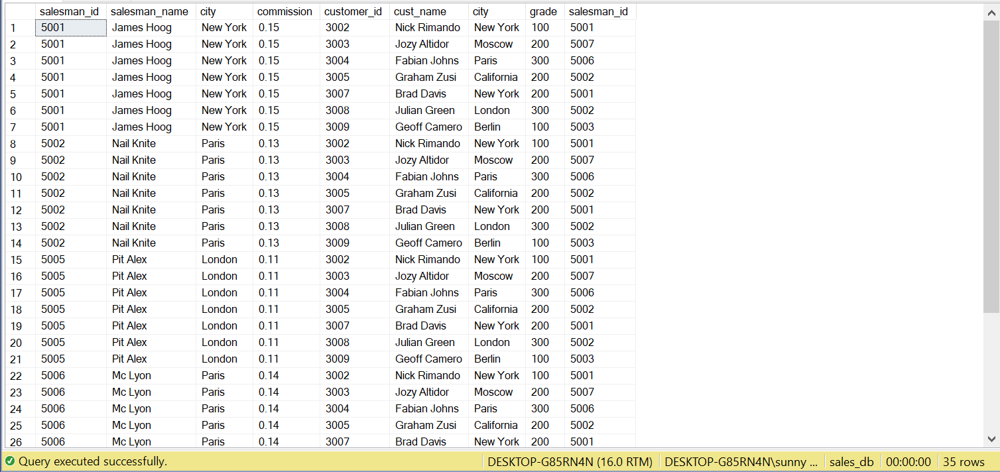 salesman_id salesman_name city commission customer_id cust_name city grade salesman_id
1 5001 James Hoog New York 0.15 3002 Nick Rimando New York 100 5001
2 5001 James Hoog New York 0.15 3003 Jozy Altidor Moscow 200 5007
3 5001 James Hoog New York 0.15 3004 Fabian Johns Paris 300 5006
4 5001 James Hoog New York 0.15 3005 Graham Zusi California 200 5002
5 5001 James Hoog New York 0.15 3007 Brad Davis New York 200 5001
6 5001 James Hoog New York 0.15 3008 Julian Green London 300 5002
7 5001 James Hoog New York 0.15 3009 Geoff Camero Berlin 100 5003
8 5002 Nail Knite Paris 0.13 3002 Nick Rimando New York 100 5001
9 5002 Nail Knite Paris 0.13 3003 Jozy Altidor Moscow 200 5007
10 5002 Nail Knite Paris 0.13 3004 Fabian Johns Paris 300 5006
11 5002 Nail Knite Paris 0.13 3005 Graham Zusi California 200 5002
12 5002 Nail Knite Paris 0.13 3007 Brad Davis New York 200 5001
13 5002 Nail Knite Paris 0.13 3008 Julian Green London 300 5002
14 5002 Nail Knite Paris 0.13 3009 Geoff Camero Berlin 100 5003
15 5005 Pit Alex London 0.11 3002 Nick Rimando New York 100 5001
16 5005 Pit Alex London 0.11 3003 Jozy Altidor Moscow 200 5007
17 5005 Pit Alex London 0.11 3004 Fabian Johns Paris 300 5006
18 5005 Pit Alex London 0.11 3005 Graham Zusi California 200 5002
19 5005 Pit Alex London 0.11 3007 Brad Davis New York 200 5001
20 5005 Pit Alex London 0.11 3008 Julian Green London 300 5002
21 5005 Pit Alex London 0.11 3009 Geoff Camero Berlin 100 5003
22 5006 Mc Lyon Paris 0.14 3002 Nick Rimando New York 100 5001
23 5006 Mc Lyon Paris 0.14 3003 Jozy Altidor Moscow 200 5007
24 5006 Mc Lyon Paris 0.14 3004 Fabian Johns Paris 300 5006
25 5006 Mc Lyon Paris 0.14 3005 Graham Zusi California 200 5002
26 5006 Mc Lyon Paris 0.14 3007 Brad Davis New York 200 5001
Query executed successfully. DESKTOP-G85RN4N (16.0 RTM) DESKTOP-G85RN4N\sunny ... sales_db 00:00:00 35 rows